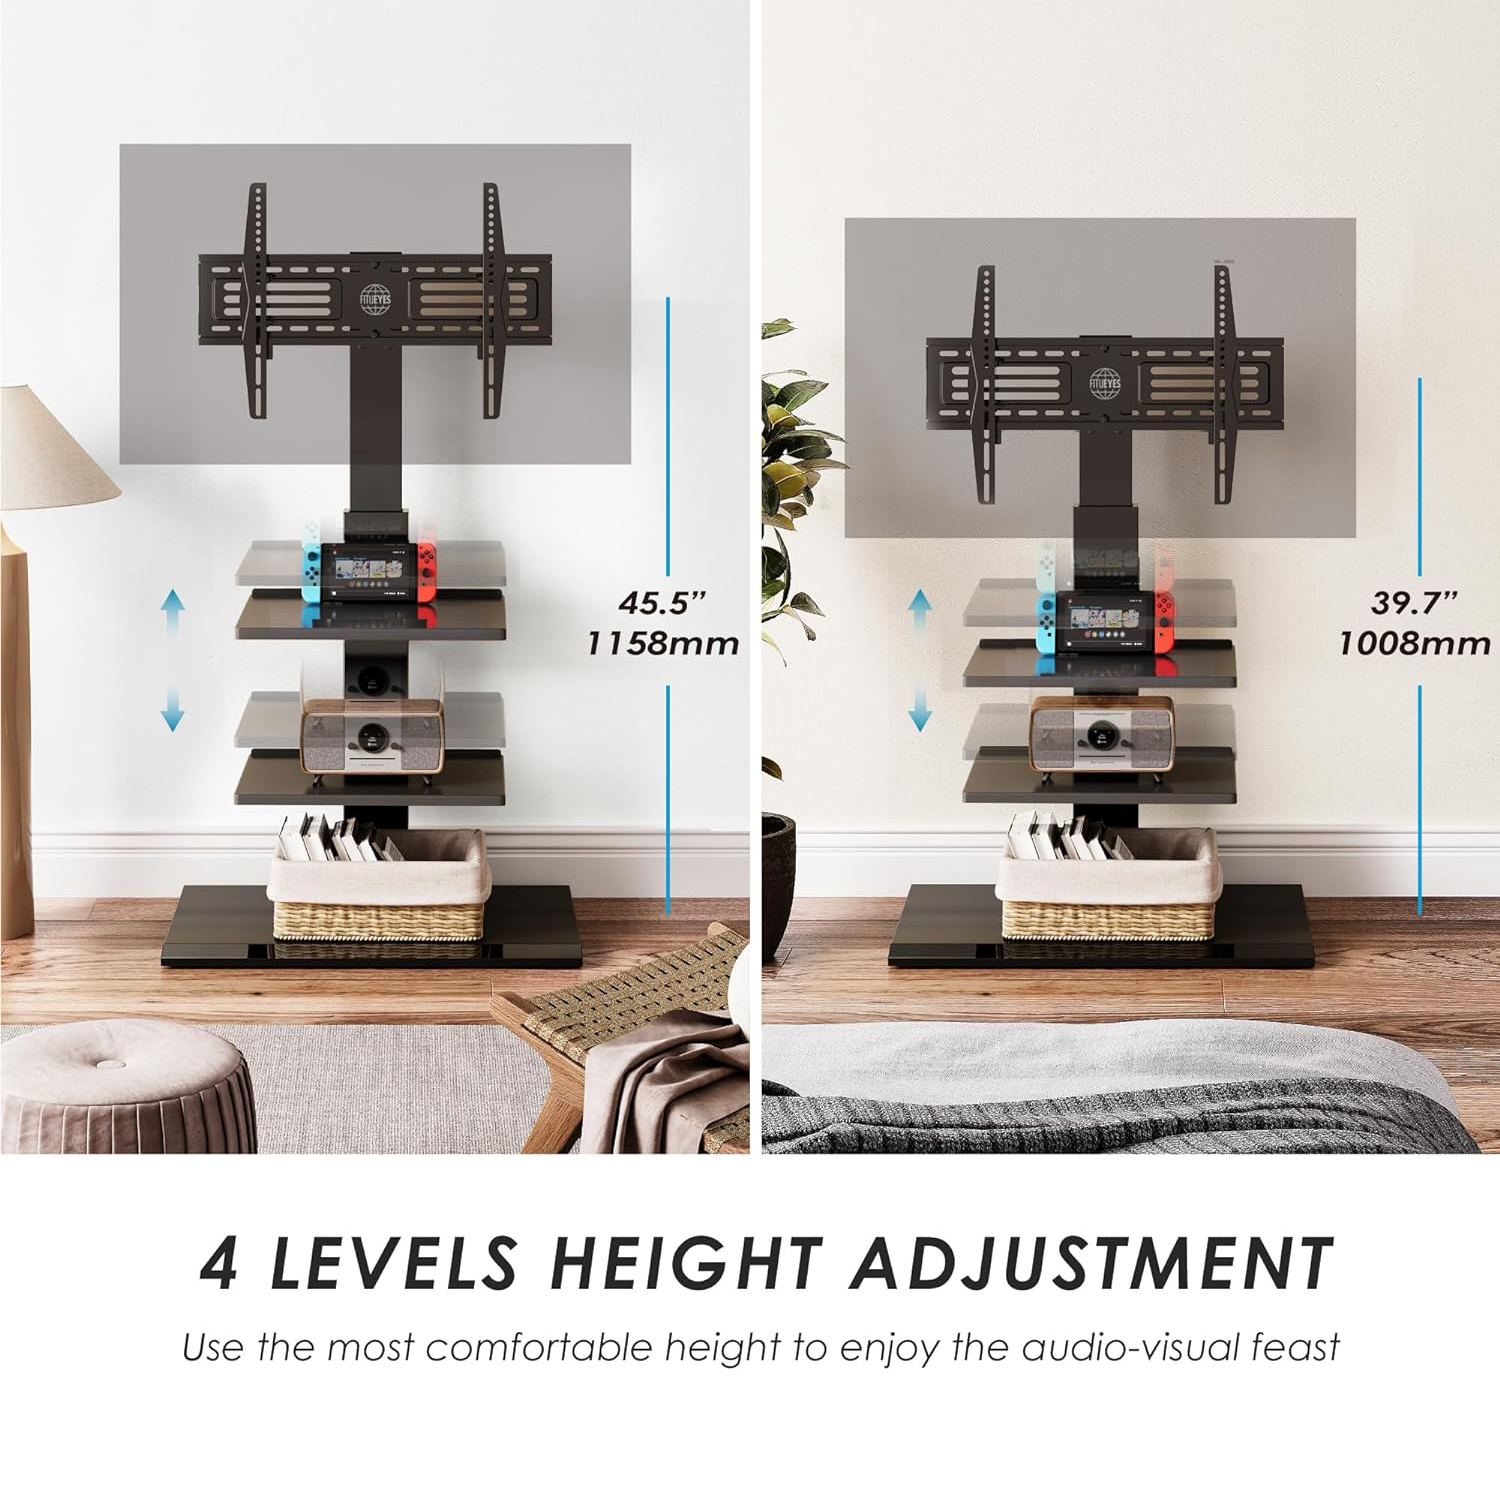 FITUEYES
FITUEYES
45.5”
1158mm
39.7”
1008mm
4 LEVELS HEIGHT ADJUSTMENT
Use the most comfortable height to enjoy the audio-visual feast